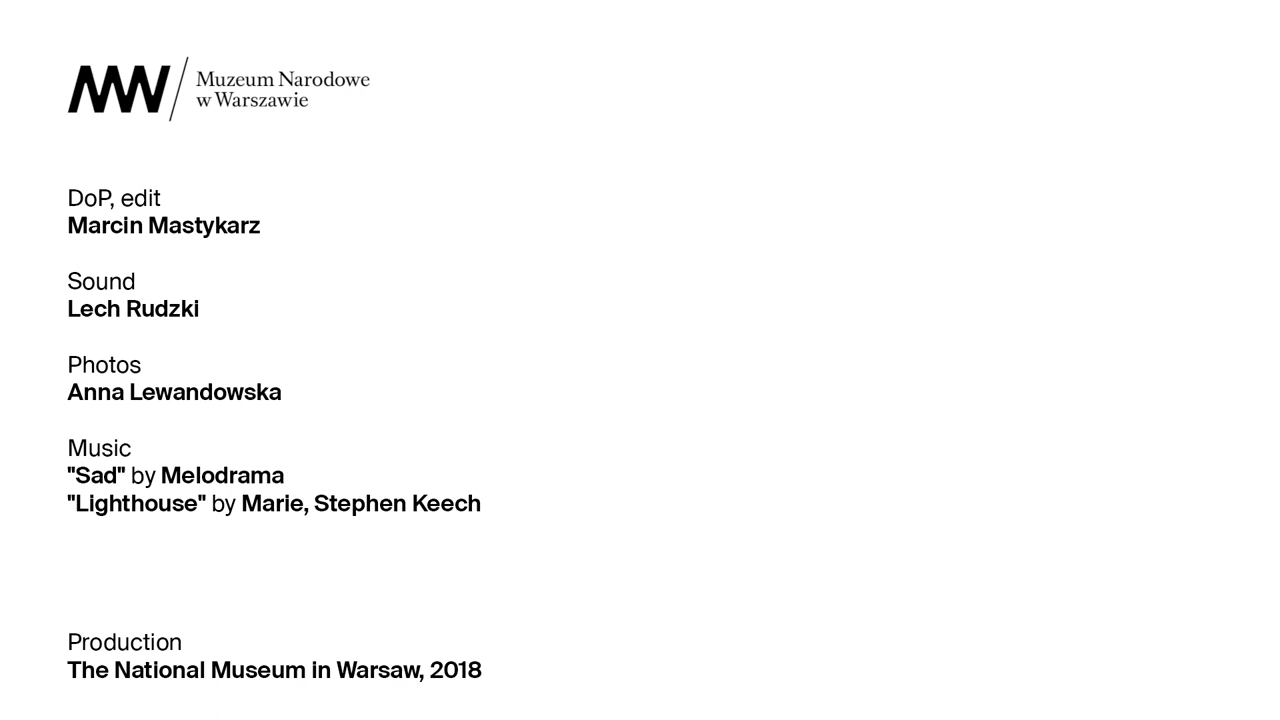 MW / Muzeum Narodowe
w Warszawie
DoP, edit
Marcin Mastykarz
Sound
Lech Rudzki
Photos
Anna Lewandowska
Music
"Sad" by Melodrama
"Lighthouse" by Marie, Stephen Keech
Production
The National Museum in Warsaw, 2018